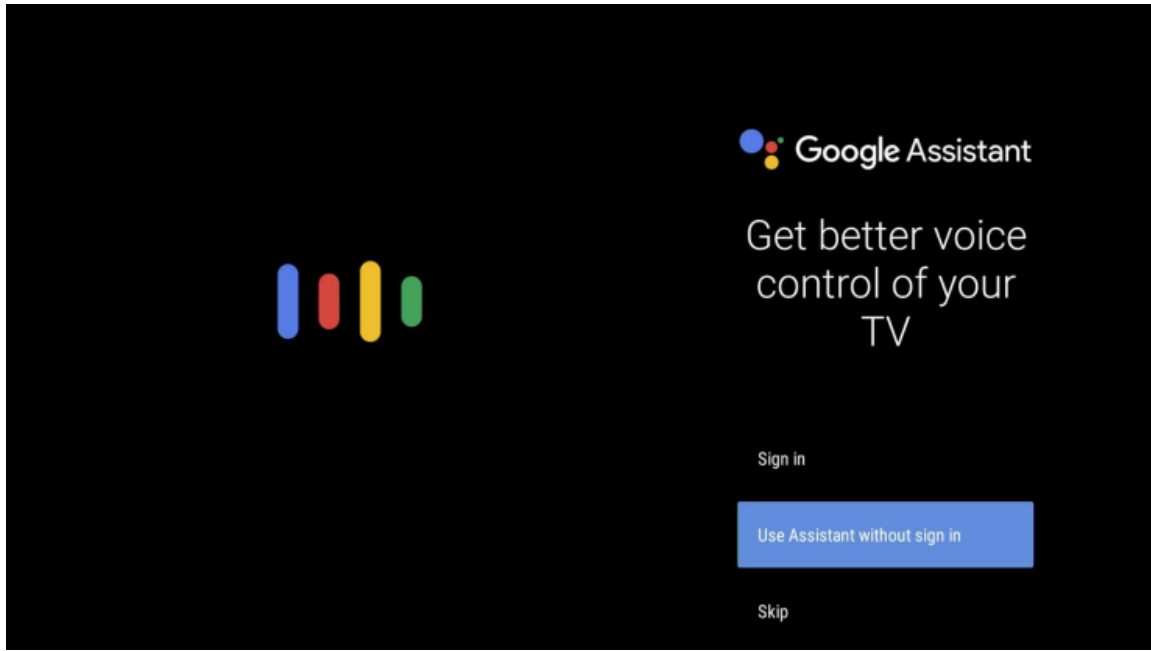 Google Assistant
Get better voice
control of your
TV
Sign in
Use Assistant without sign in
Skip